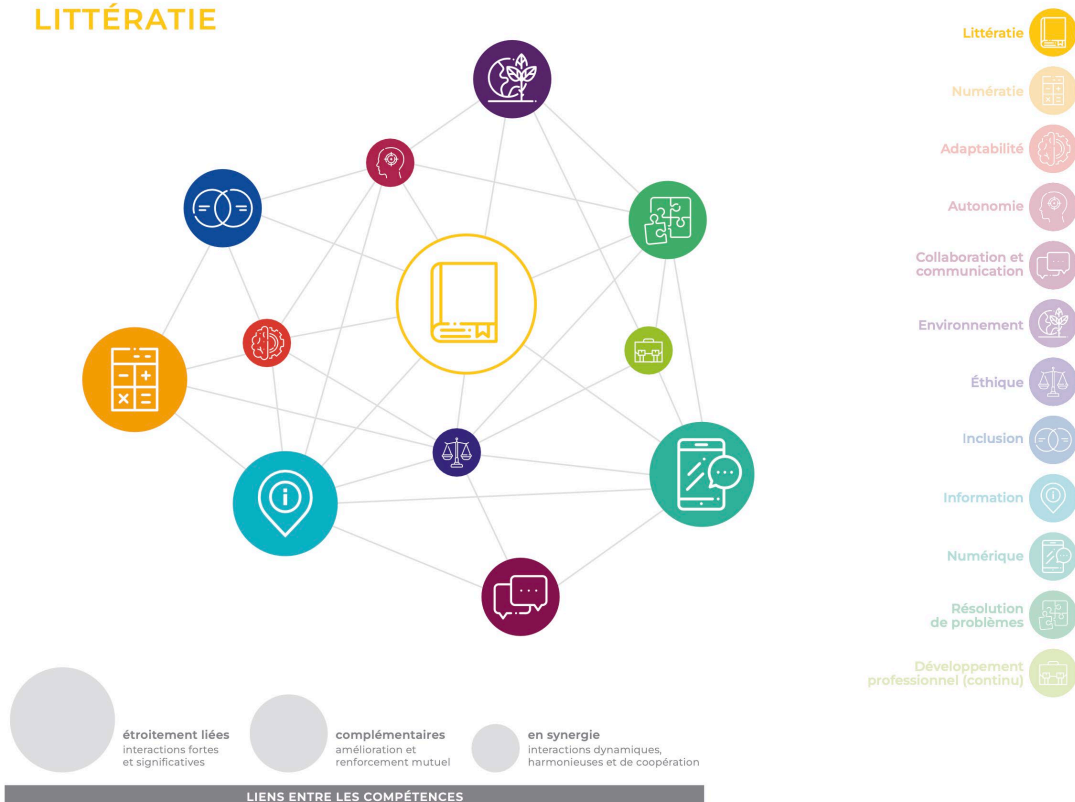 LITTÉRATIE
Littératie
Numératie
Adaptabilité
Autonomie
Collaboration et
communication
Environnement
Éthique
Inclusion
Information
Numérique
Résolution
de problèmes
Développement
professionnel (continu)
étroitement liées
interactions fortes
et significatives
complémentaires
amélioration et
renforcement mutuel
en synergie
interactions dynamiques,
harmonieuses et de coopération
LIENS ENTRE LES COMPÉTENCES